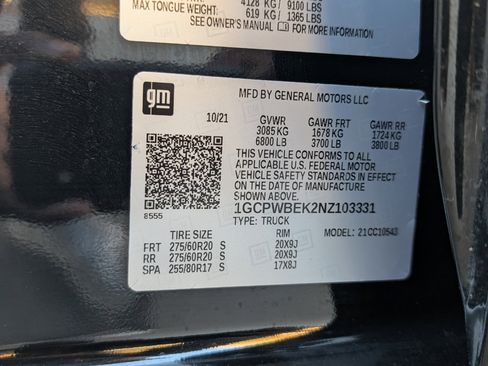 4128 KG / 9100 LBS
MAX TONGUE WEIGHT: 619 KG / 1365 LBS
SEE OWNER'S MANUAL FOR MORE INFORMATION
gm
MFD BY GENERAL MOTORS LLC
10/21 GVWR GAWR FRT GAWR RR
3085 KG 1678 KG 1724 KG
6800 LB 3700 LB 3800 LB
THIS VEHICLE CONFORMS TO ALL
APPLICABLE U.S. FEDERAL MOTOR
VEHICLE SAFETY STANDARDS IN
EFFECT ON THE DATE OF MANUFACTURE
SHOWN ABOVE.
8555 1GCPWBEK2NZ103331
TYPE: TRUCK 21CC10543
TIRE SIZE RIM
FRT 275/60R20 S 20X9J
RR 275/60R20 S 20X9J
SPA 255/80R17 S 17X8J